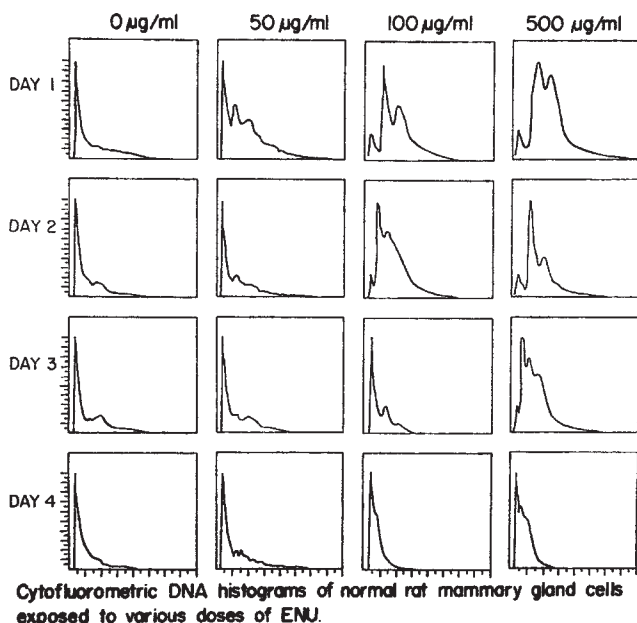 0 µg/ml 50 µg/ml 100 µg/ml 500 µg/ml
DAY 1
DAY 2
DAY 3
DAY 4
Cytofluorometric DNA histograms of normal rat mammary gland cells
exposed to various doses of ENU.